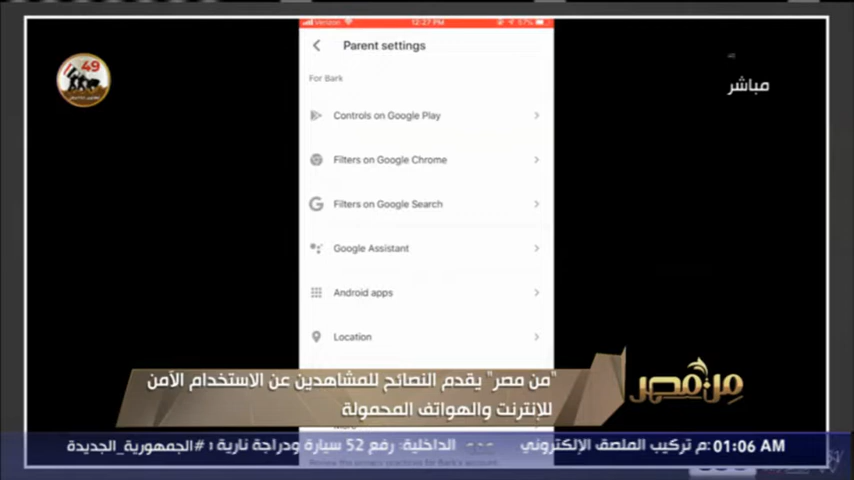 Verizon 12:27 PM 57%
Parent settings
49
مباشر
For Bark
Controls on Google Play
Filters on Google Chrome
Filters on Google Search
Google Assistant
Android apps
Location
"من مصر" يقدم النصائح للمشاهدين عن الاستخدام الآمن
للإنترنت والهواتف المحمولة
من مصر
01:06 AM م تركيب الملصق الإلكتروني الداخلية: رفع 52 سيارة ودراجة نارية #الجمهورية_الجديدة